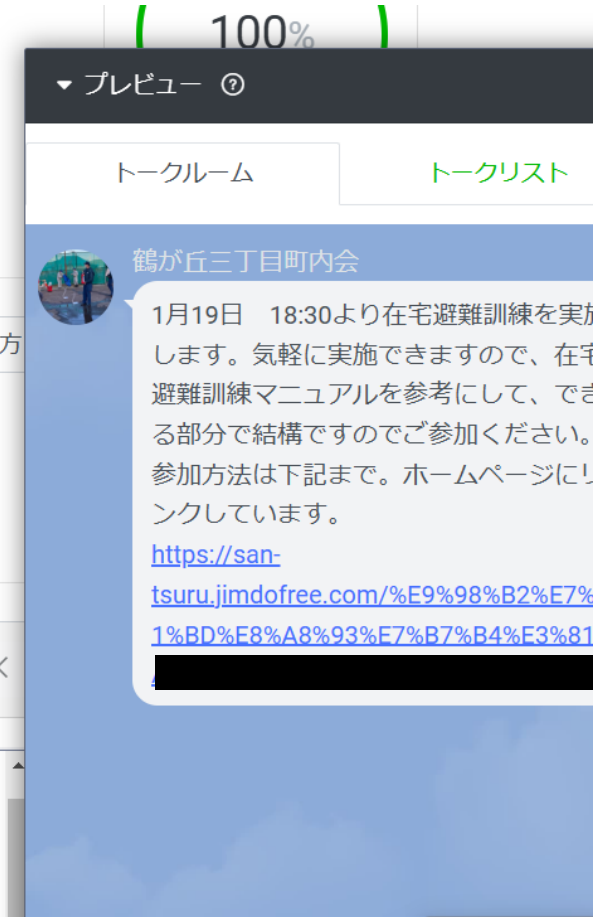 100%
プレビュー ?
トークルーム
トークリスト
鶴が丘三丁目町内会
方
1月19日　18:30より在宅避難訓練を実施
します。気軽に実施できますので、在宅
避難訓練マニュアルを参考にして、でき
る部分で結構ですのでご参加ください。
参加方法は下記まで。ホームページにリ
ンクしています。
https://san-
tsuru.jimdofree.com/%E9%98%B2%E7%
1%BD%E8%A8%93%E7%B7%B4%E3%81